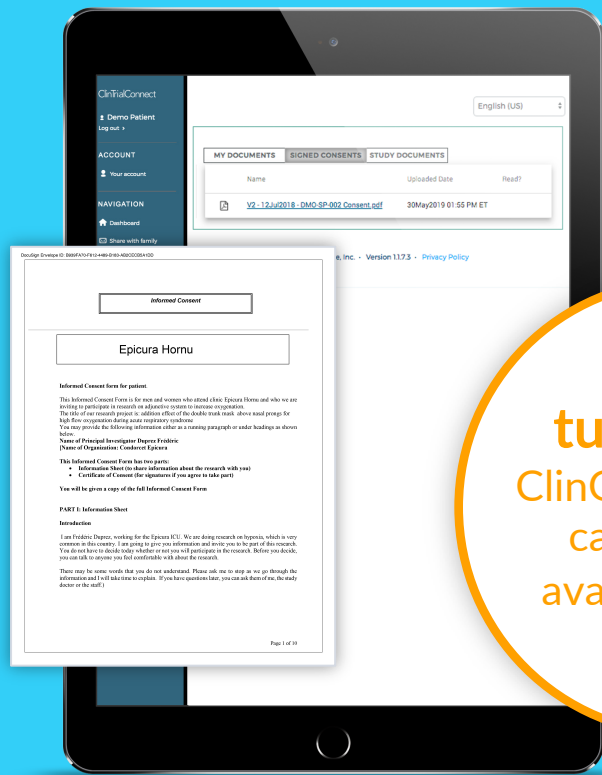 ClinTrialConnect
Demo Patient
Log out >
ACCOUNT
Your account
NAVIGATION
Dashboard
Share with family
English (US)
MY DOCUMENTS SIGNED CONSENTS STUDY DOCUMENTS
Name Uploaded Date Read?
V2 - 12Jul2018 - DMO-SP-002 Consent.pdf 30May2019 01:55 PM ET
e, Inc. · Version 1.1.7.3 · Privacy Policy
DocuSign Envelope ID:
Informed Consent
Epicura Hornu
Informed Consent form for patient.
This Informed Consent Form is for men and women who attend clinic Epicura Hornu and who we are
inviting to participate in research on adjunctive system to increase oxygenation.
The title of our research project is: addition effect of the double trunk mask above nasal prongs for
high flow oxygenation during acute respiratory syndrome
You may provide the following information either as a running paragraph or under headings as shown
below.
Name of Principal Investigator Duprez Frédéric
[Name of Organization: Condorcet Epicura
This Informed Consent Form has two parts:
• Information Sheet (to share information about the research with you)
• Certificate of Consent (for signatures if you agree to take part)
You will be given a copy of the full Informed Consent Form
PART I: Information Sheet
Introduction
I am Frédéric Duprez, working for the Epicura ICU. We are doing research on hypoxia, which is very
common in this country. I am going to give you information and invite you to be part of this research.
You do not have to decide today whether or not you will participate in the research. Before you decide,
you can talk to anyone you feel comfortable with about the research.
There may be some words that you do not understand. Please ask me to stop as we go through the
information and I will take time to explain. If you have questions later, you can ask them of me, the study
doctor or the staff.)
Page 1 of 10
tu
ClinC
ca
ava